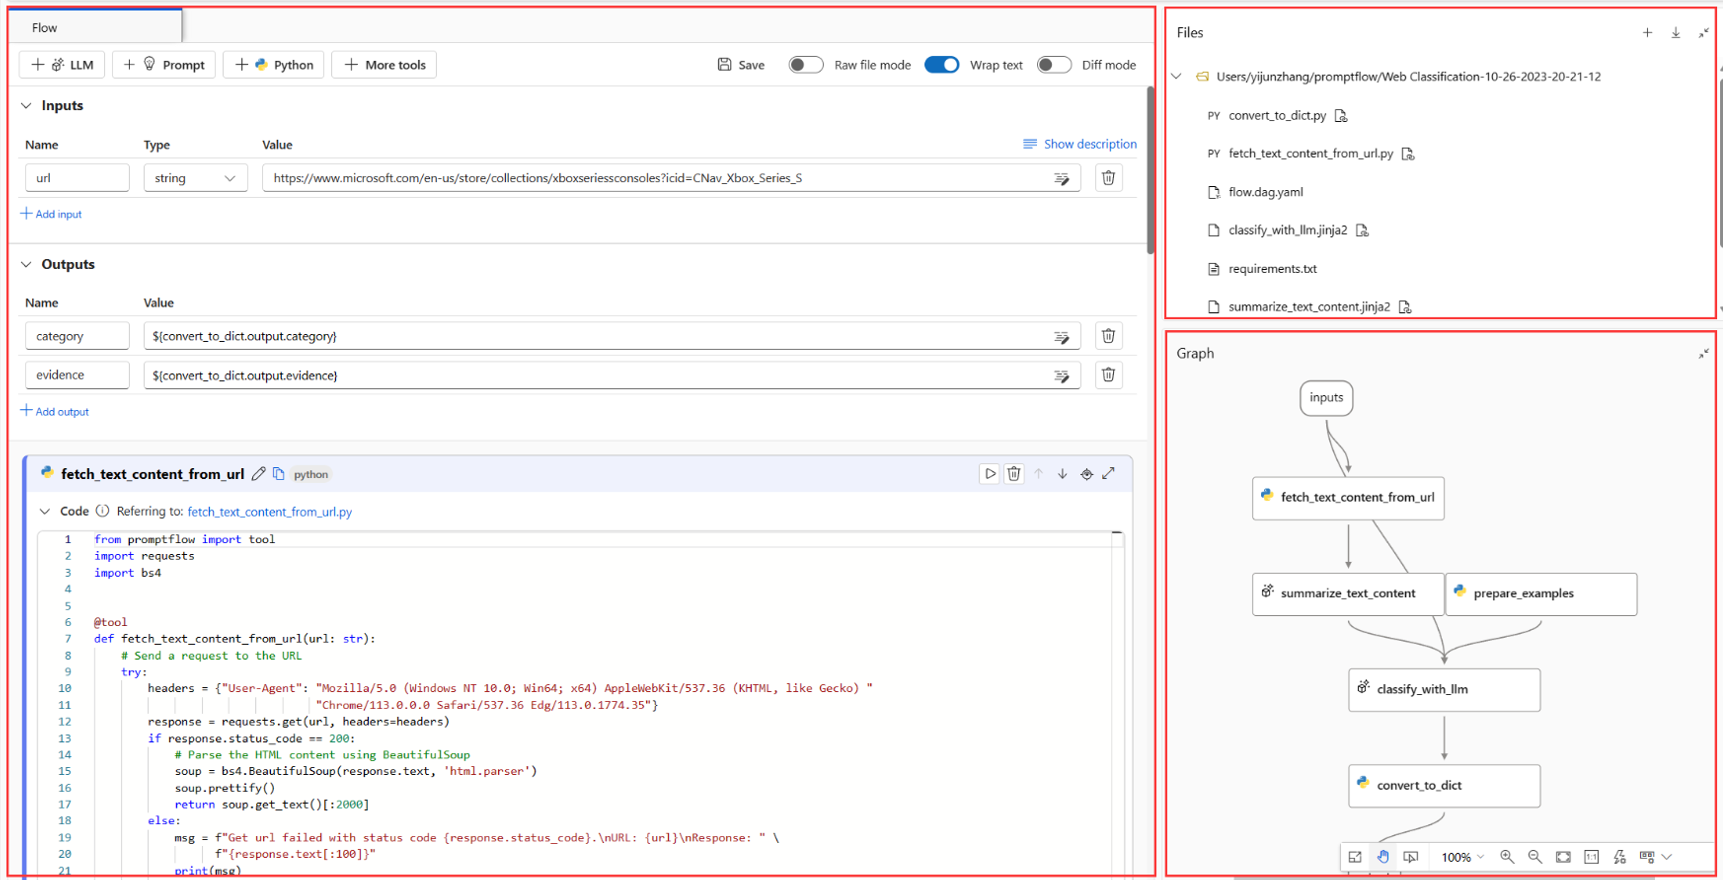 Flow
LLM
Prompt
Python
More tools
Save
Raw file mode
Wrap text
Diff mode
Inputs
Name Type Value
Show description
url string https://www.microsoft.com/en-us/store/collections/xboxseriessconsoles?icid=CNav_Xbox_Series_S
Add input
Outputs
Name Value
category ${convert_to_dict.output.category}
evidence ${convert_to_dict.output.evidence}
Add output
fetch_text_content_from_url python
Code Referring to: fetch_text_content_from_url.py
1 from promptflow import tool
2 import requests
3 import bs4
4
5
6 @tool
7 def fetch_text_content_from_url(url: str):
8 # Send a request to the URL
9 try:
10 headers = {"User-Agent": "Mozilla/5.0 (Windows NT 10.0; Win64; x64) AppleWebKit/537.36 (KHTML, like Gecko) "
11 "Chrome/113.0.0.0 Safari/537.36 Edg/113.0.1774.35"}
12 response = requests.get(url, headers=headers)
13 if response.status_code == 200:
14 # Parse the HTML content using BeautifulSoup
15 soup = bs4.BeautifulSoup(response.text, 'html.parser')
16 soup.prettify()
17 return soup.get_text()[:2000]
18 else:
19 msg = f"Get url failed with status code {response.status_code}.\nURL: {url}\nResponse: " \
20 f"{response.text[:100]}"
21 print(msg)
Files
Users/yijunzhang/promptflow/Web Classification-10-26-2023-20-21-12
PY convert_to_dict.py
PY fetch_text_content_from_url.py
flow.dag.yaml
classify_with_llm.jinja2
requirements.txt
summarize_text_content.jinja2
Graph
inputs
fetch_text_content_from_url
summarize_text_content
prepare_examples
classify_with_llm
convert_to_dict
100%
1:1